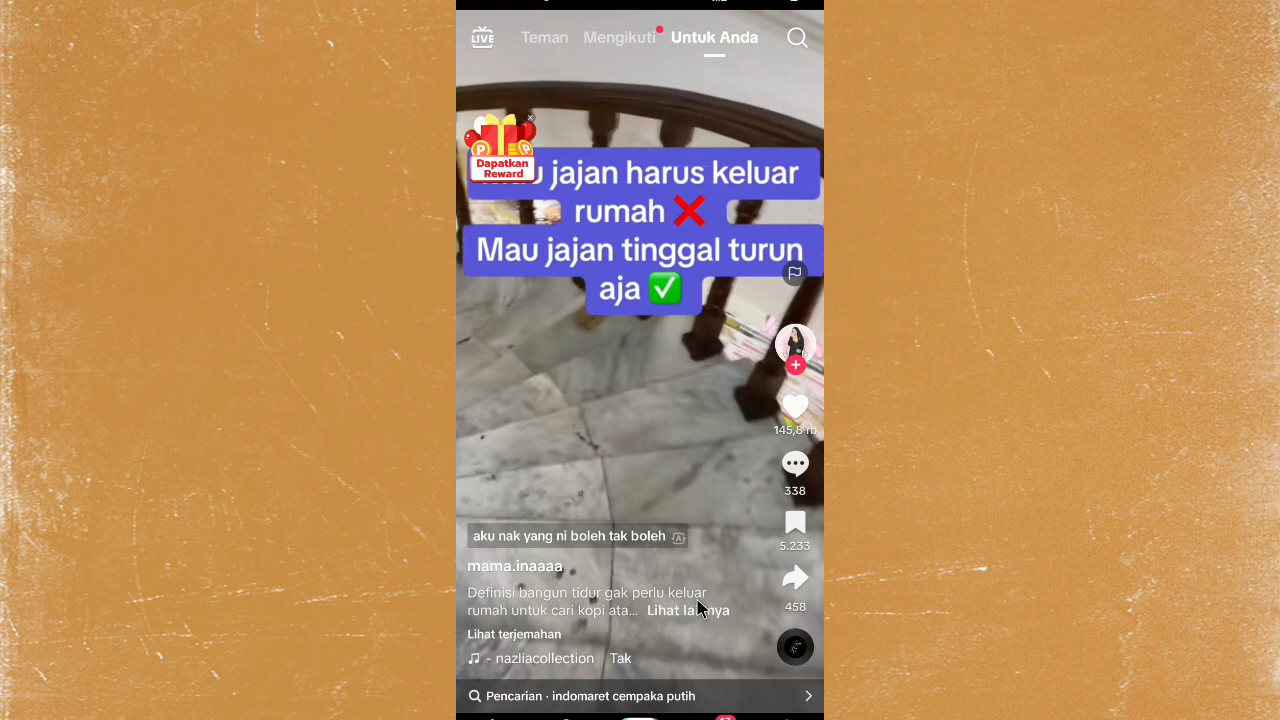 LIVE
Teman Mengikuti Untuk Anda
Dapatkan
Reward
jajan harus keluar
rumah ❌
Mau jajan tinggal turun
aja ✅
145,8 rb
338
5.233
458
aku nak yang ni boleh tak boleh
mama.inaaaa
Definisi bangun tidur gak perlu keluar
rumah untuk cari kopi ata... Lihat lainnya
Lihat terjemahan
- nazliacollection Tak
Pencarian · indomaret cempaka putih